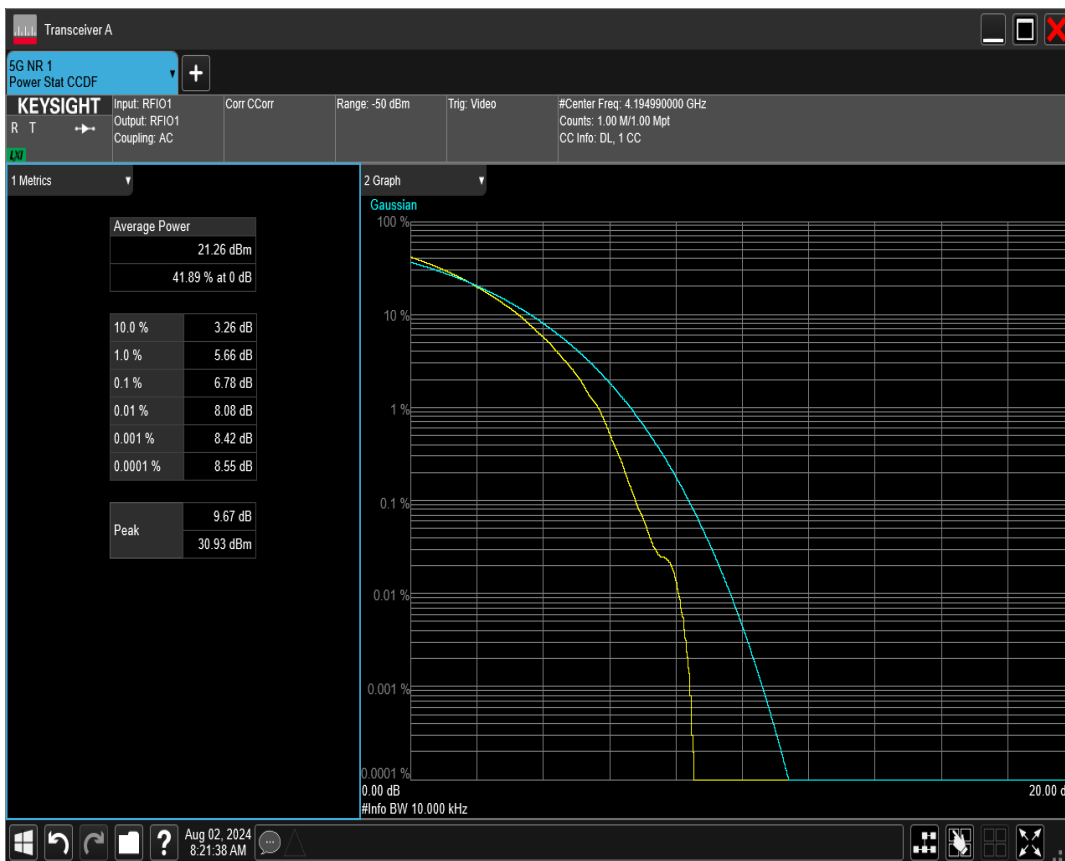 Transceiver A
5G NR 1
Power Stat CCDF
KEYSIGHT
R T
LXI
Input: RFIO1
Output: RFIO1
Coupling: AC
Corr CCorr
Range: -50 dBm
Trig: Video
#Center Freq: 4.194990000 GHz
Counts: 1.00 M/1.00 Mpt
CC Info: DL, 1 CC
1 Metrics
Average Power
21.26 dBm
41.89 % at 0 dB
10.0 % 3.26 dB
1.0 % 5.66 dB
0.1 % 6.78 dB
0.01 % 8.08 dB
0.001 % 8.42 dB
0.0001 % 8.55 dB
Peak
9.67 dB
30.93 dBm
2 Graph
Gaussian
100 %
10 %
1 %
0.1 %
0.01 %
0.001 %
0.0001 %
0.00 dB
20.00 d
#Info BW 10.000 kHz
?
Aug 02, 2024
8:21:38 AM